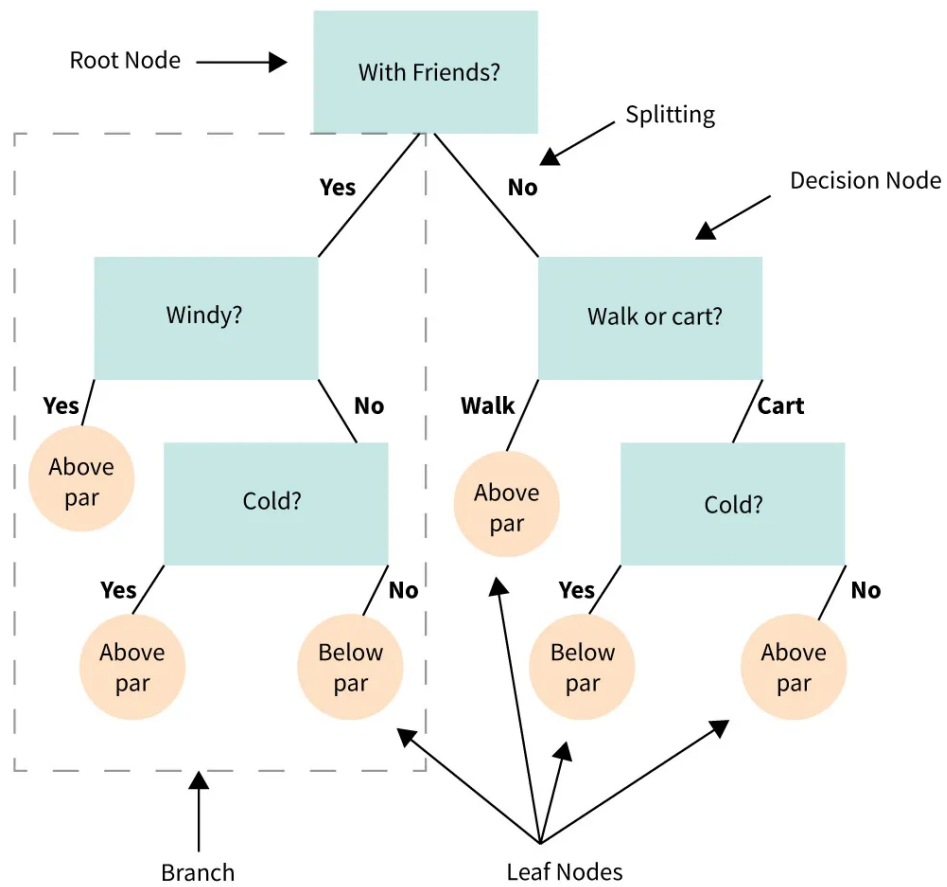 With Friends?
Root Node
Splitting
Yes
No
Decision Node
Windy?
Walk or cart?
Yes
No
Walk
Cart
Above
par
Cold?
Above
par
Cold?
Yes
No
Yes
No
Above
par
Below
par
Below
par
Above
par
Branch
Leaf Nodes